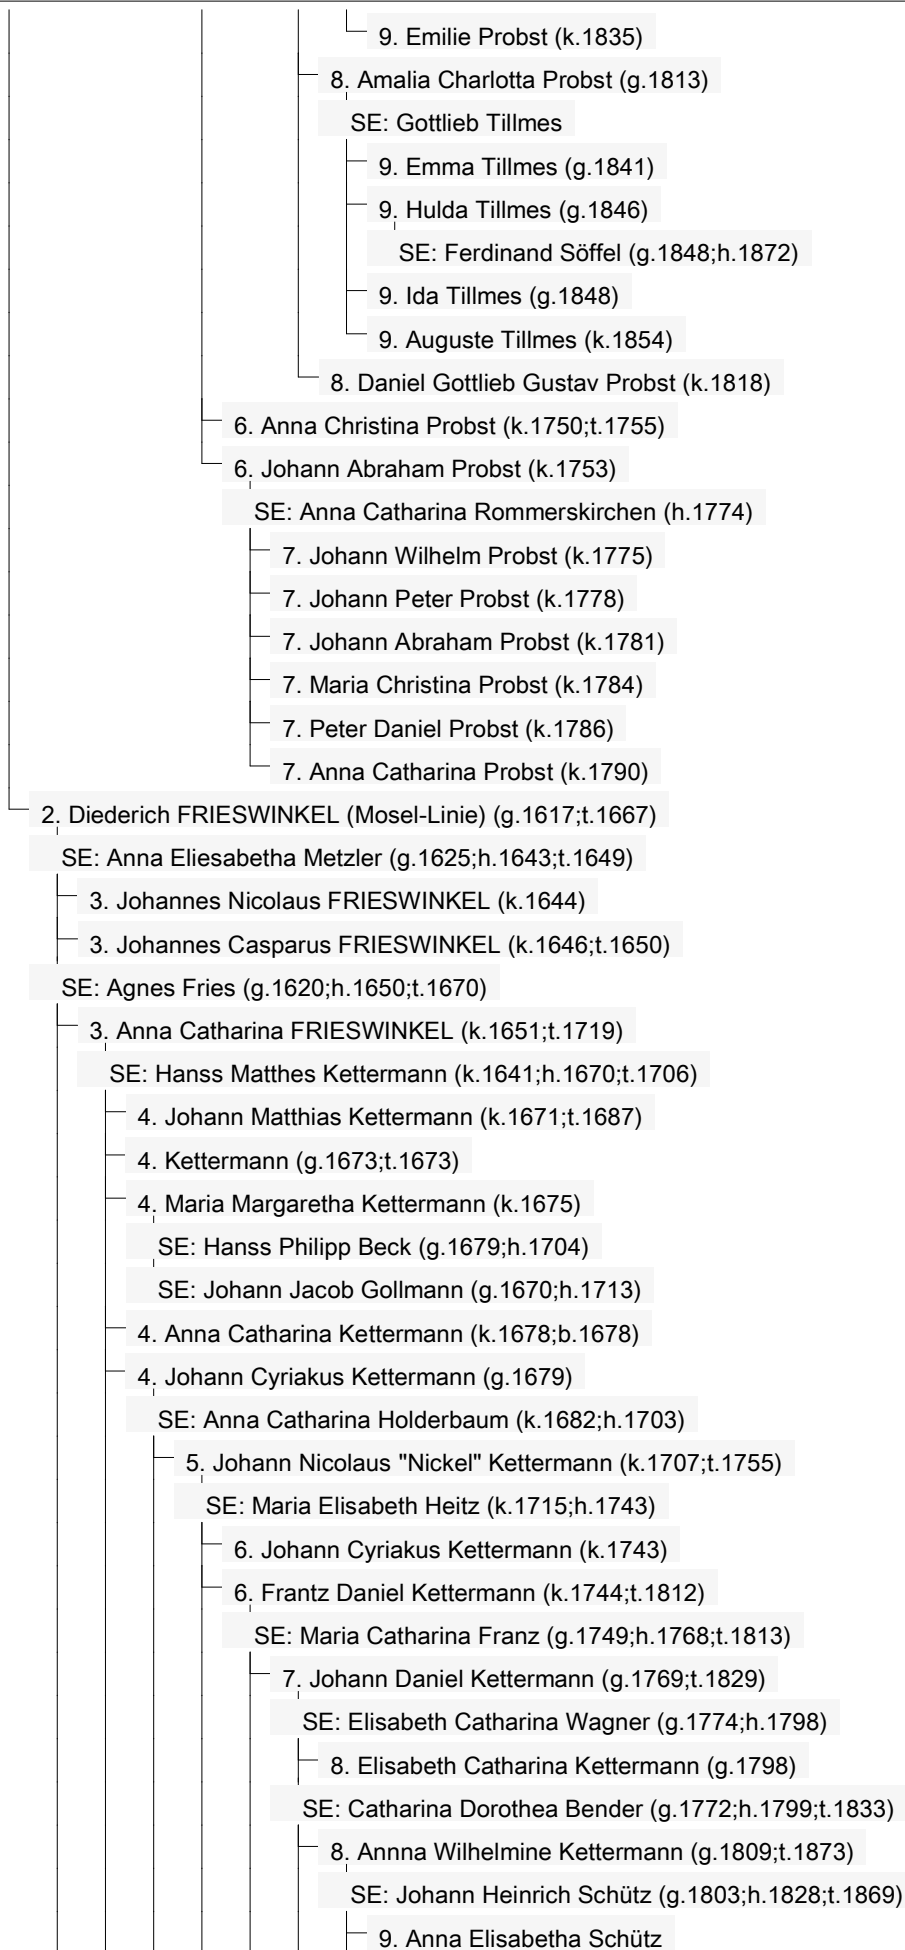 9. Emilie Probst (k.1835)
8. Amalia Charlotta Probst (g.1813)
SE: Gottlieb Tillmes
9. Emma Tillmes (g.1841)
9. Hulda Tillmes (g.1846)
SE: Ferdinand Söffel (g.1848;h.1872)
9. Ida Tillmes (g.1848)
9. Auguste Tillmes (k.1854)
8. Daniel Gottlieb Gustav Probst (k.1818)
6. Anna Christina Probst (k.1750;t.1755)
6. Johann Abraham Probst (k.1753)
SE: Anna Catharina Rommerskirchen (h.1774)
7. Johann Wilhelm Probst (k.1775)
7. Johann Peter Probst (k.1778)
7. Johann Abraham Probst (k.1781)
7. Maria Christina Probst (k.1784)
7. Peter Daniel Probst (k.1786)
7. Anna Catharina Probst (k.1790)
2. Diederich FRIESWINKEL (Mosel-Linie) (g.1617;t.1667)
SE: Anna Eliesabetha Metzler (g.1625;h.1643;t.1649)
3. Johannes Nicolaus FRIESWINKEL (k.1644)
3. Johannes Casparus FRIESWINKEL (k.1646;t.1650)
SE: Agnes Fries (g.1620;h.1650;t.1670)
3. Anna Catharina FRIESWINKEL (k.1651;t.1719)
SE: Hanss Matthes Kettermann (k.1641;h.1670;t.1706)
4. Johann Matthias Kettermann (k.1671;t.1687)
4. Kettermann (g.1673;t.1673)
4. Maria Margaretha Kettermann (k.1675)
SE: Hanss Philipp Beck (g.1679;h.1704)
SE: Johann Jacob Gollmann (g.1670;h.1713)
4. Anna Catharina Kettermann (k.1678;b.1678)
4. Johann Cyriakus Kettermann (g.1679)
SE: Anna Catharina Holderbaum (k.1682;h.1703)
5. Johann Nicolaus "Nickel" Kettermann (k.1707;t.1755)
SE: Maria Elisabeth Heitz (k.1715;h.1743)
6. Johann Cyriakus Kettermann (k.1743)
6. Frantz Daniel Kettermann (k.1744;t.1812)
SE: Maria Catharina Franz (g.1749;h.1768;t.1813)
7. Johann Daniel Kettermann (g.1769;t.1829)
SE: Elisabeth Catharina Wagner (g.1774;h.1798)
8. Elisabeth Catharina Kettermann (g.1798)
SE: Catharina Dorothea Bender (g.1772;h.1799;t.1833)
8. Annna Wilhelmine Kettermann (g.1809;t.1873)
SE: Johann Heinrich Schütz (g.1803;h.1828;t.1869)
9. Anna Elisabetha Schütz